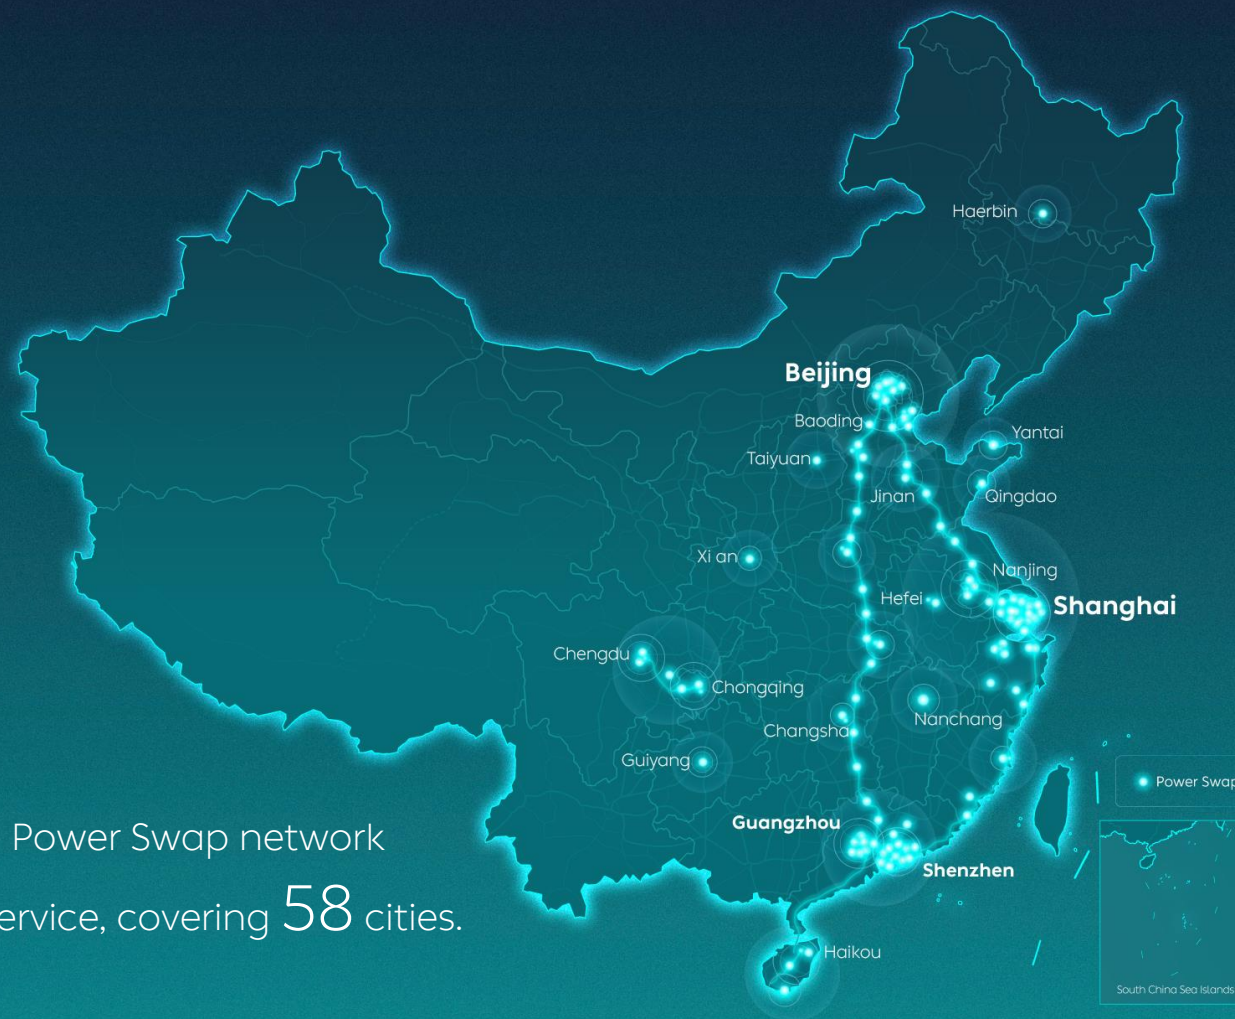 Haerbin
Beijing
Baoding
Yantai
Taiyuan
Jinan
Qingdao
Xi an
Nanjing
Hefei
Shanghai
Chengdu
Chongqing
Changsha
Nanchang
Guiyang
Power Swap
Guangzhou
Power Swap network
Shenzhen
covering 58 cities.
Haikou
South China Sea Islands